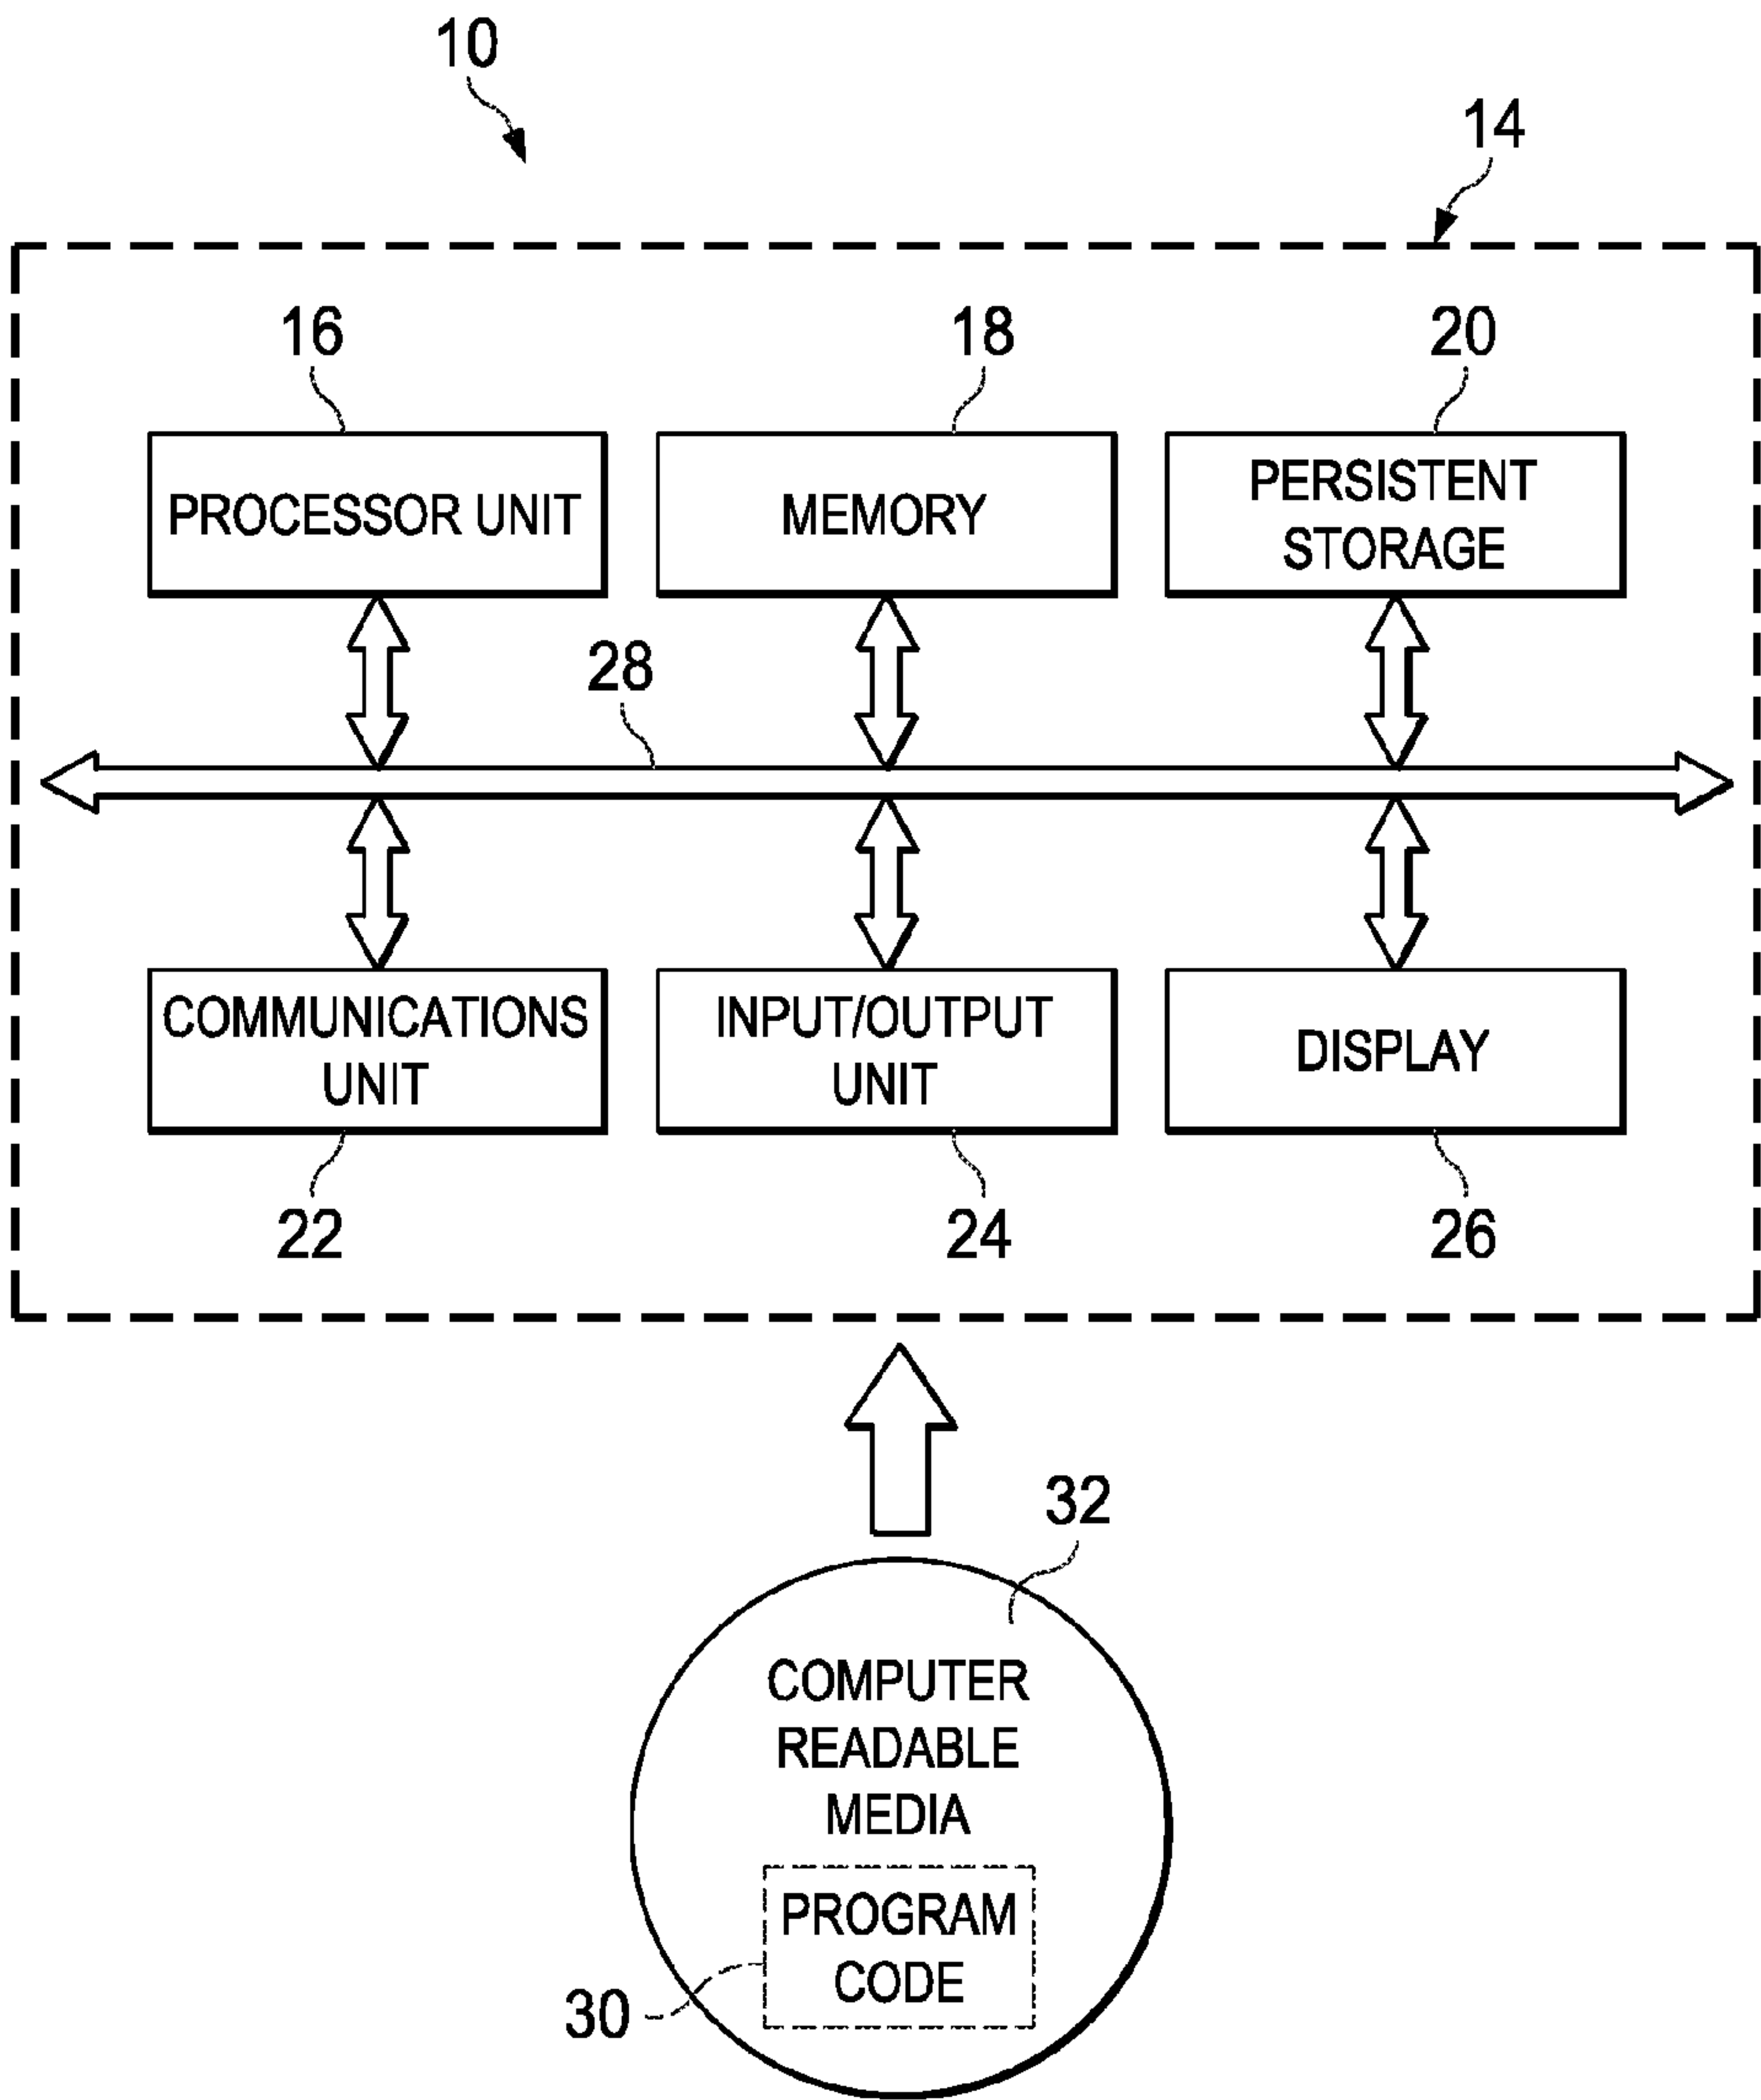 10
14
16
18
20
PROCESSOR UNIT
MEMORY
PERSISTENT
STORAGE
28
COMMUNICATIONS
UNIT
INPUT/OUTPUT
UNIT
DISPLAY
22
24
26
32
COMPUTER
READABLE
MEDIA
PROGRAM
CODE
30